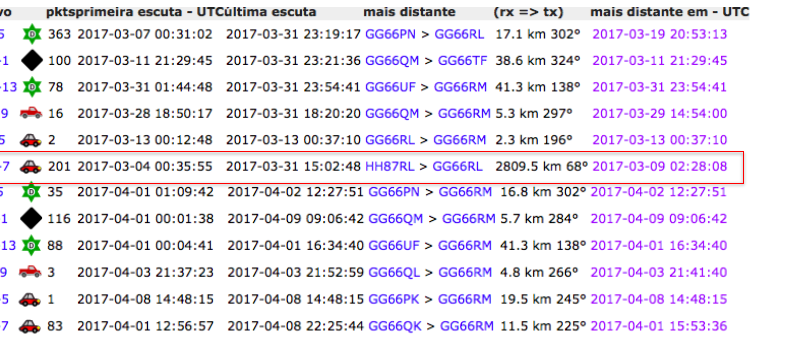 vo pktsprimeira escuta - UTCúltima escuta mais distante (rx => tx) mais distante em - UTC
5 363 2017-03-07 00:31:02 2017-03-31 23:19:17 GG66PN > GG66RL 17.1 km 302° 2017-03-19 20:53:13
-1 100 2017-03-11 21:29:45 2017-03-31 23:21:36 GG66QM > GG66TF 38.6 km 324° 2017-03-11 21:29:45
-13 78 2017-03-31 01:44:48 2017-03-31 23:54:41 GG66UF > GG66RM 41.3 km 138° 2017-03-31 23:54:41
9 16 2017-03-28 18:50:17 2017-03-31 18:20:20 GG66QM > GG66RM 5.3 km 297° 2017-03-29 14:54:00
5 2 2017-03-13 00:12:48 2017-03-13 00:37:10 GG66RL > GG66RM 2.3 km 196° 2017-03-13 00:37:10
-7 201 2017-03-04 00:35:55 2017-03-31 15:02:48 HH87RL > GG66RL 2809.5 km 68° 2017-03-09 02:28:08
5 35 2017-04-01 01:09:42 2017-04-02 12:27:51 GG66PN > GG66RM 16.8 km 302° 2017-04-02 12:27:51
1 116 2017-04-01 00:01:38 2017-04-09 09:06:42 GG66QM > GG66RM 5.7 km 284° 2017-04-09 09:06:42
13 88 2017-04-01 00:04:41 2017-04-01 16:34:40 GG66UF > GG66RM 41.3 km 138° 2017-04-01 16:34:40
9 3 2017-04-03 21:37:23 2017-04-03 21:52:59 GG66QL > GG66RM 4.8 km 266° 2017-04-03 21:41:40
-5 1 2017-04-08 14:48:15 2017-04-08 14:48:15 GG66PK > GG66RM 19.5 km 245° 2017-04-08 14:48:15
-7 83 2017-04-01 12:56:57 2017-04-08 22:25:44 GG66QK > GG66RM 11.5 km 225° 2017-04-01 15:53:36